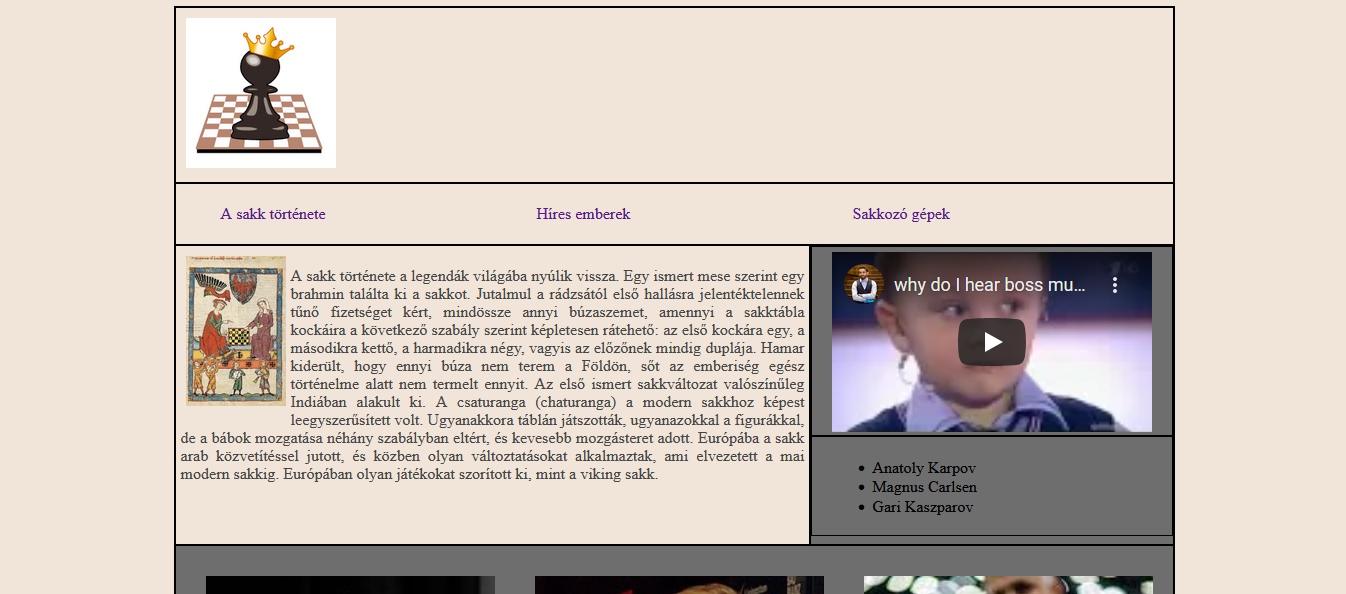 A sakk története
Híres emberek
Sakkozó gépek
A sakk története a legendák világába nyúlik vissza. Egy ismert mese szerint egy
brahmin találta ki a sakkot. Jutalmul a rádzsától első hallásra jelentéktelennek
tűnő fizetséget kért, mindössze annyi búzaszemet, amennyi a sakktábla
kockáira a következő szabály szerint képletesen rátehető: az első kockára egy, a
másodikra kettő, a harmadikra négy, vagyis az előzőnek mindig duplája. Hamar
kiderült, hogy ennyi búza nem terem a Földön, sőt az emberiség egész
történelme alatt nem termelt ennyit. Az első ismert sakkváltozat valószínűleg
Indiában alakult ki. A csaturanga (chaturanga) a modern sakkhoz képest
leegyszerűsített volt. Ugyanakkora táblán játszották, ugyanazokkal a figurákkal,
de a bábok mozgatása néhány szabályban eltért, és kevesebb mozgásteret adott. Európába a sakk
arab közvetítéssel jutott, és közben olyan változtatásokat alkalmaztak, ami elvezetett a mai
modern sakkig. Európában olyan játékokat szorított ki, mint a viking sakk.
why do I hear boss mu...
Anatoly Karpov
Magnus Carlsen
Gari Kaszparov